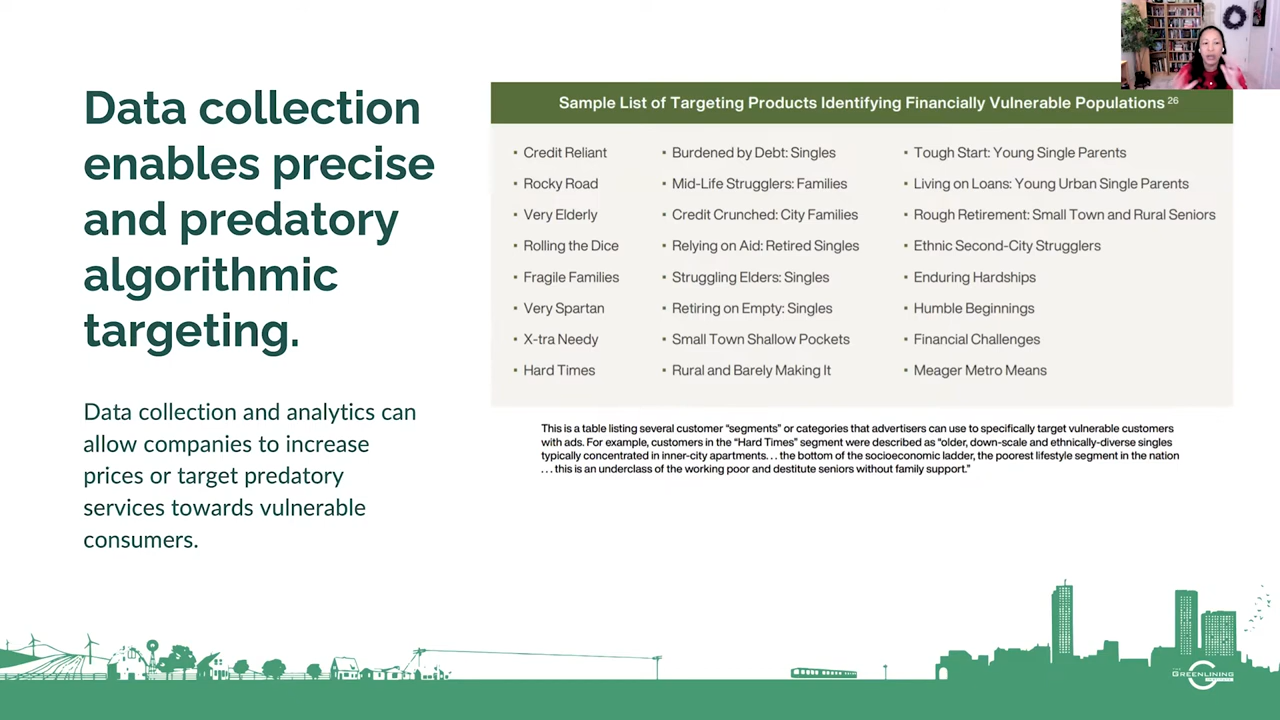 Data collection
enables precise
and predatory
algorithmic
targeting.
Data collection and analytics can
allow companies to increase
prices or target predatory
services towards vulnerable
consumers.
Sample List of Targeting Products Identifying Financially Vulnerable Populations 26
▪ Credit Reliant
▪ Rocky Road
▪ Very Elderly
▪ Rolling the Dice
▪ Fragile Families
▪ Very Spartan
▪ X-tra Needy
▪ Hard Times
▪ Burdened by Debt: Singles
▪ Mid-Life Strugglers: Families
▪ Credit Crunched: City Families
▪ Relying on Aid: Retired Singles
▪ Struggling Elders: Singles
▪ Retiring on Empty: Singles
▪ Small Town Shallow Pockets
▪ Rural and Barely Making It
▪ Tough Start: Young Single Parents
▪ Living on Loans: Young Urban Single Parents
▪ Rough Retirement: Small Town and Rural Seniors
▪ Ethnic Second-City Strugglers
▪ Enduring Hardships
▪ Humble Beginnings
▪ Financial Challenges
▪ Meager Metro Means
This is a table listing several customer “segments” or categories that advertisers can use to specifically target vulnerable customers
with ads. For example, customers in the “Hard Times” segment were described as “older, down-scale and ethnically-diverse singles
typically concentrated in inner-city apartments. . . the bottom of the socioeconomic ladder, the poorest lifestyle segment in the nation
. . . this is an underclass of the working poor and destitute seniors without family support.”
THE
GREENLINING
INSTITUTE